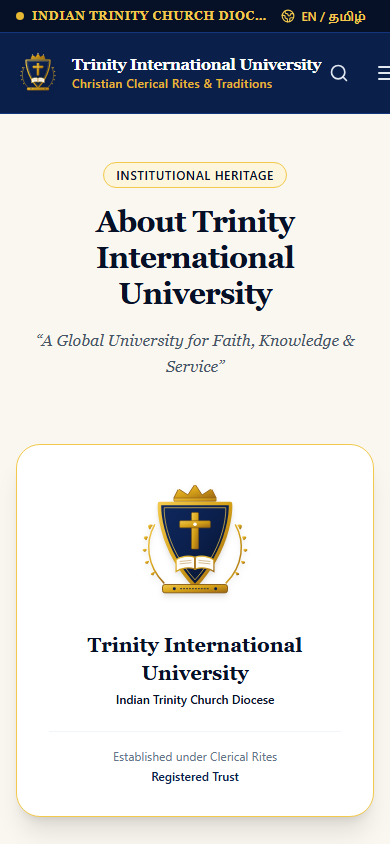 INDIAN TRINITY CHURCH DIOC...
EN / தமிழ்
Trinity International University
Christian Clerical Rites & Traditions
INSTITUTIONAL HERITAGE
About Trinity
International
University
“A Global University for Faith, Knowledge &
Service”
Trinity International
University
Indian Trinity Church Diocese
Established under Clerical Rites
Registered Trust